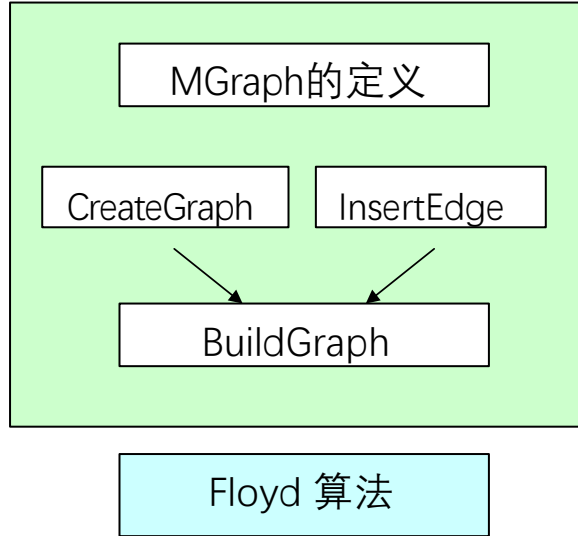 MGraph的定义
CreateGraph
InsertEdge
BuildGraph
Floyd 算法